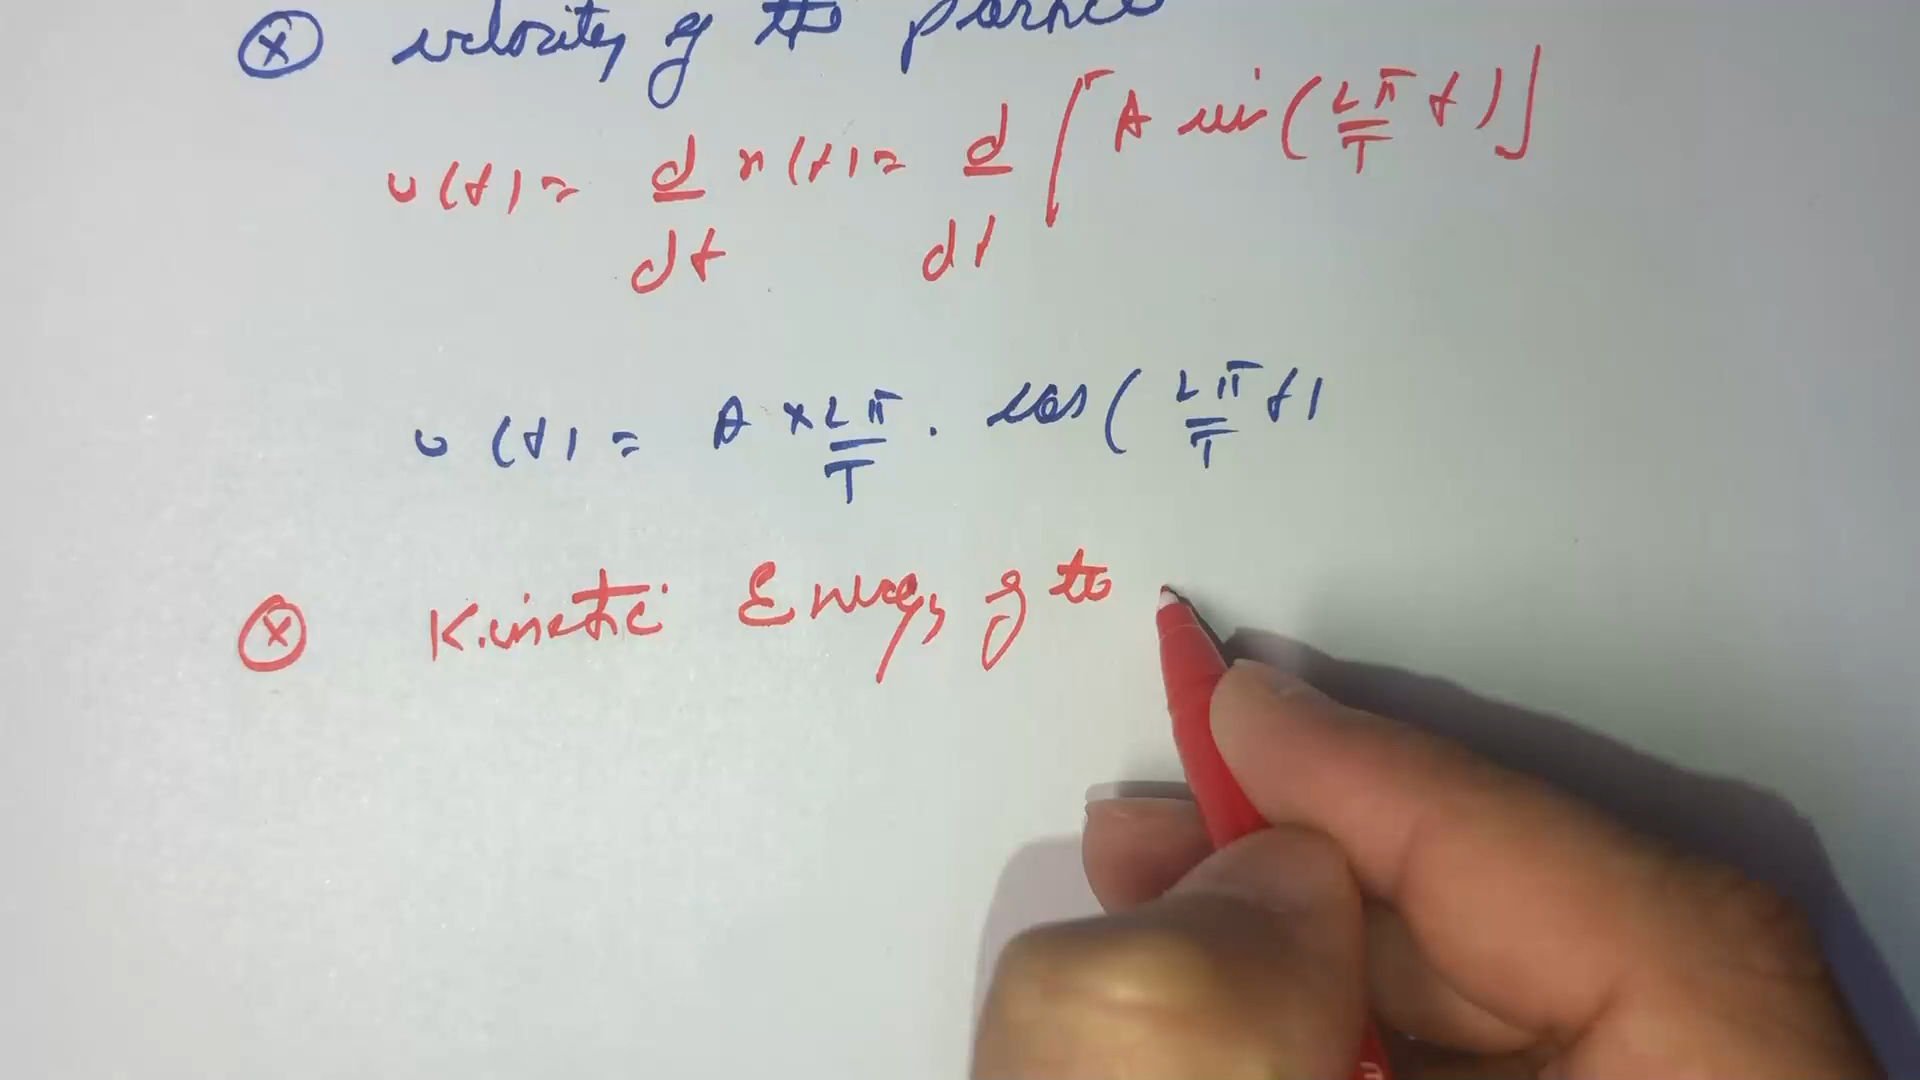 ⓧ velocity of the particle
v(t) = d/dt x(t) = d/dt [A sin(2π/T t)]
v(t) = A × 2π/T . cos(2π/T t)
ⓧ Kinetic Energy of the